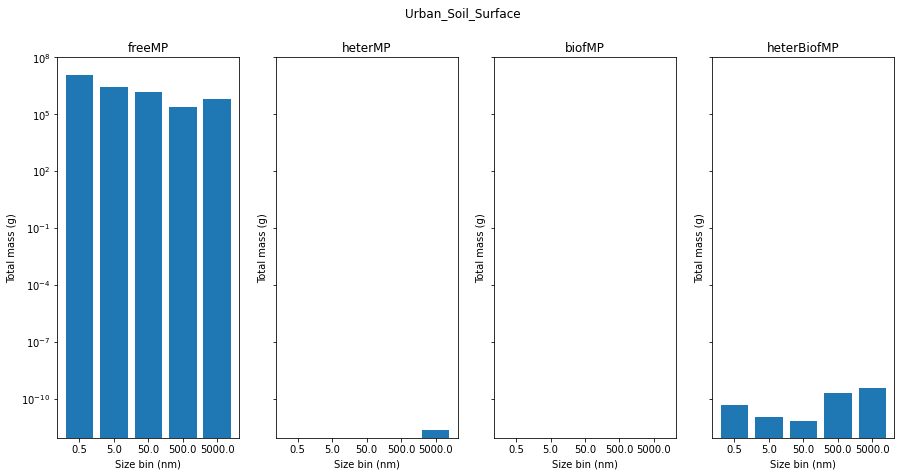 Urban_Soil_Surface
freeMP
heterMP
biofMP
heterBiofMP
10^8
10^5
10^2
10^-1
10^-4
10^-7
10^-10
Total mass (g)
Total mass (g)
Total mass (g)
Total mass (g)
0.5 5.0 50.0 500.0 5000.0
0.5 5.0 50.0 500.0 5000.0
0.5 5.0 50.0 500.0 5000.0
0.5 5.0 50.0 500.0 5000.0
Size bin (nm)
Size bin (nm)
Size bin (nm)
Size bin (nm)